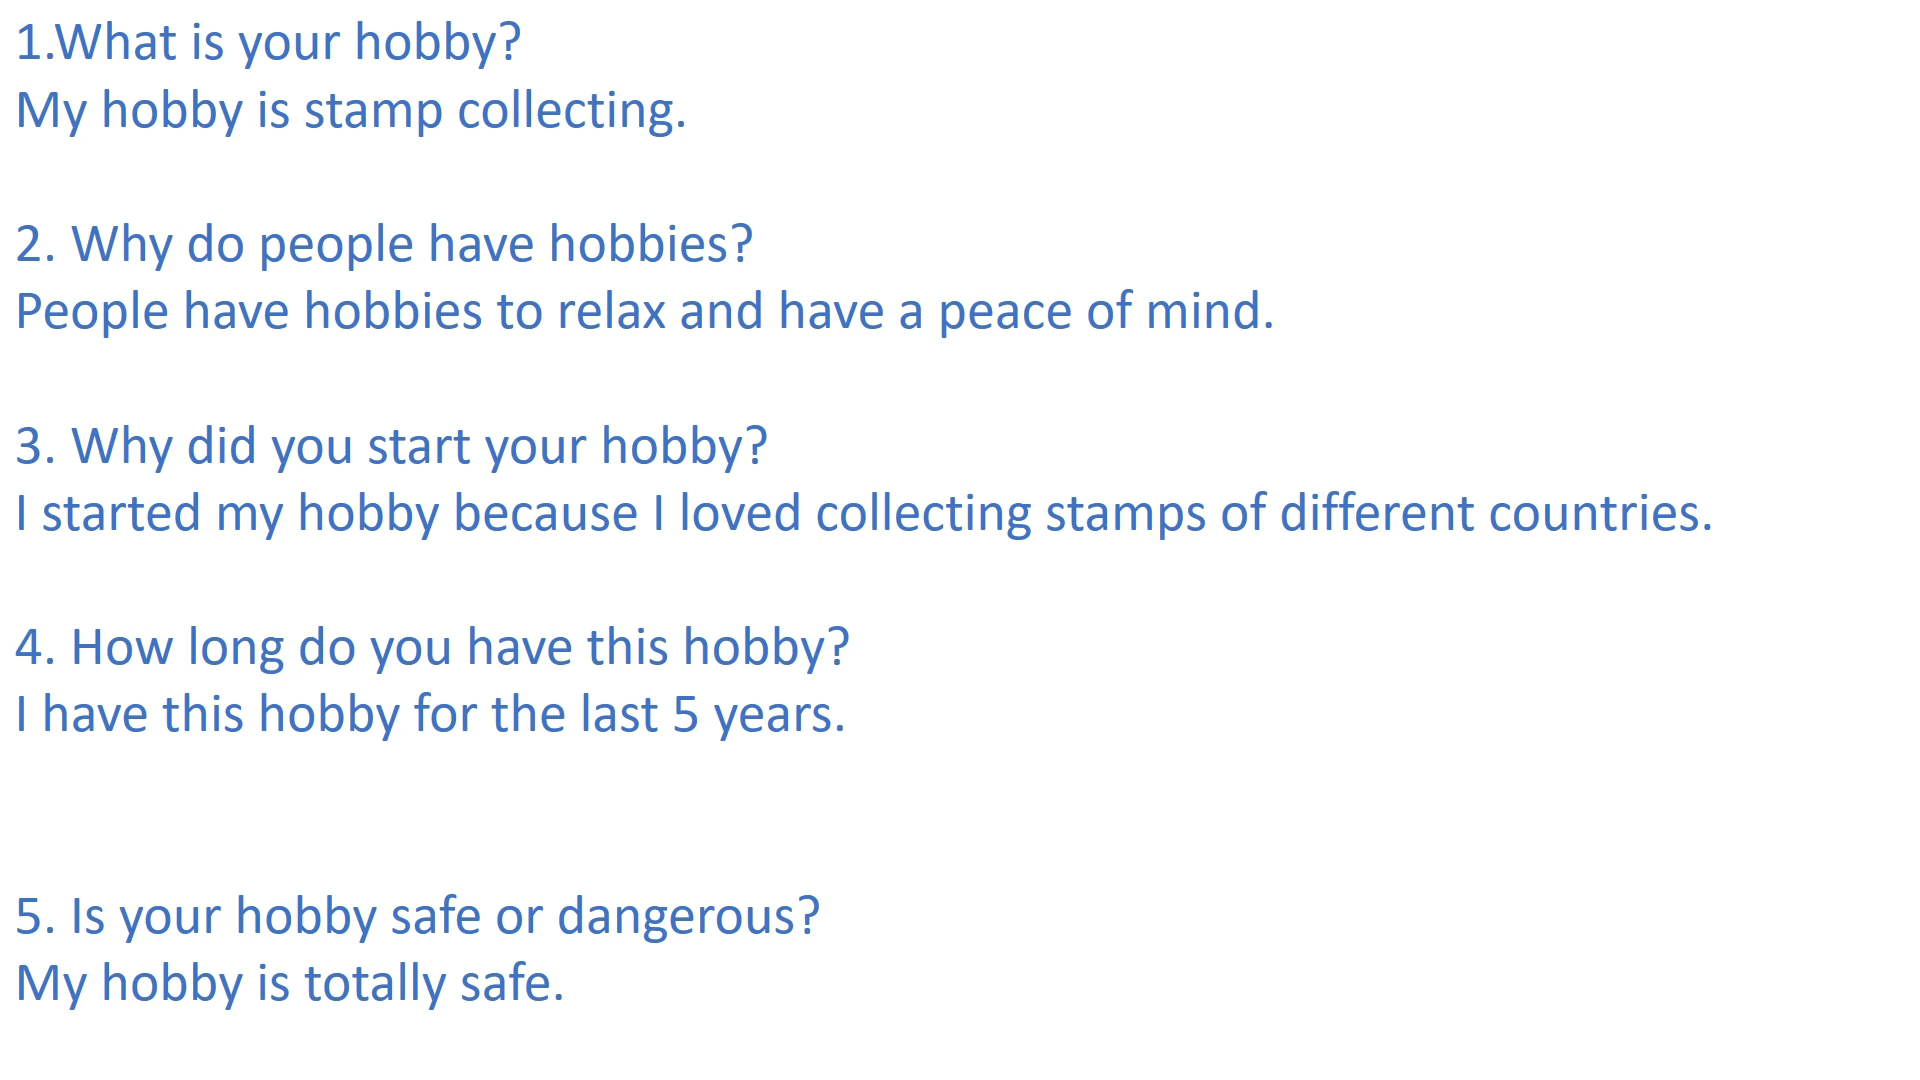 1.What is your hobby?
My hobby is stamp collecting.
2. Why do people have hobbies?
People have hobbies to relax and have a peace of mind.
3. Why did you start your hobby?
I started my hobby because I loved collecting stamps of different countries.
4. How long do you have this hobby?
I have this hobby for the last 5 years.
5. Is your hobby safe or dangerous?
My hobby is totally safe.